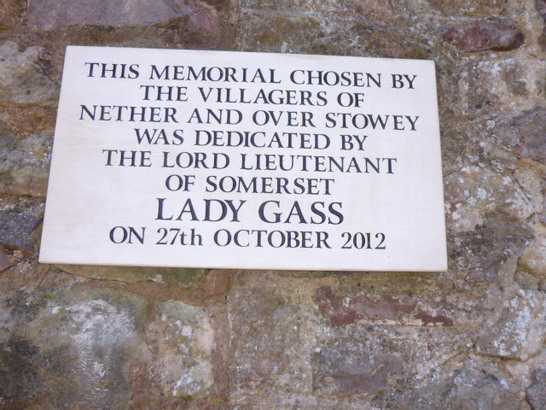 THIS MEMORIAL CHOSEN BY
THE VILLAGERS OF
NETHER AND OVER STOWEY
WAS DEDICATED BY
THE LORD LIEUTENANT
OF SOMERSET
LADY GASS
ON 27th OCTOBER 2012